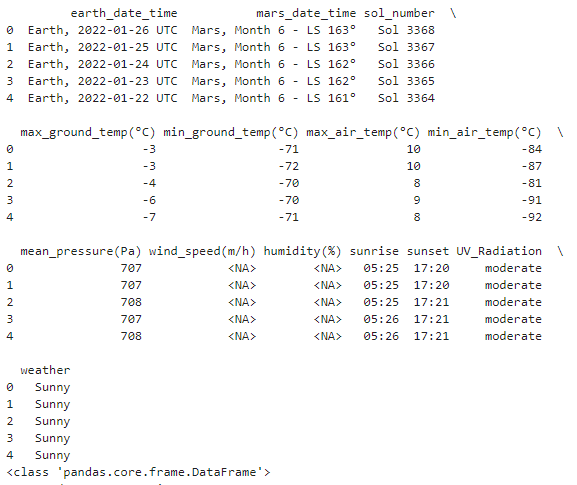 earth_date_time mars_date_time sol_number \
0 Earth, 2022-01-26 UTC Mars, Month 6 - LS 163° Sol 3368
1 Earth, 2022-01-25 UTC Mars, Month 6 - LS 163° Sol 3367
2 Earth, 2022-01-24 UTC Mars, Month 6 - LS 162° Sol 3366
3 Earth, 2022-01-23 UTC Mars, Month 6 - LS 162° Sol 3365
4 Earth, 2022-01-22 UTC Mars, Month 6 - LS 161° Sol 3364
max_ground_temp(°C) min_ground_temp(°C) max_air_temp(°C) min_air_temp(°C) \
0 -3 -71 10 -84
1 -3 -72 10 -87
2 -4 -70 8 -81
3 -6 -70 9 -91
4 -7 -71 8 -92
mean_pressure(Pa) wind_speed(m/h) humidity(%) sunrise sunset UV_Radiation \
0 707 <NA> <NA> 05:25 17:20 moderate
1 707 <NA> <NA> 05:25 17:20 moderate
2 708 <NA> <NA> 05:25 17:21 moderate
3 707 <NA> <NA> 05:26 17:21 moderate
4 708 <NA> <NA> 05:26 17:21 moderate
weather
0 Sunny
1 Sunny
2 Sunny
3 Sunny
4 Sunny
<class 'pandas.core.frame.DataFrame'>